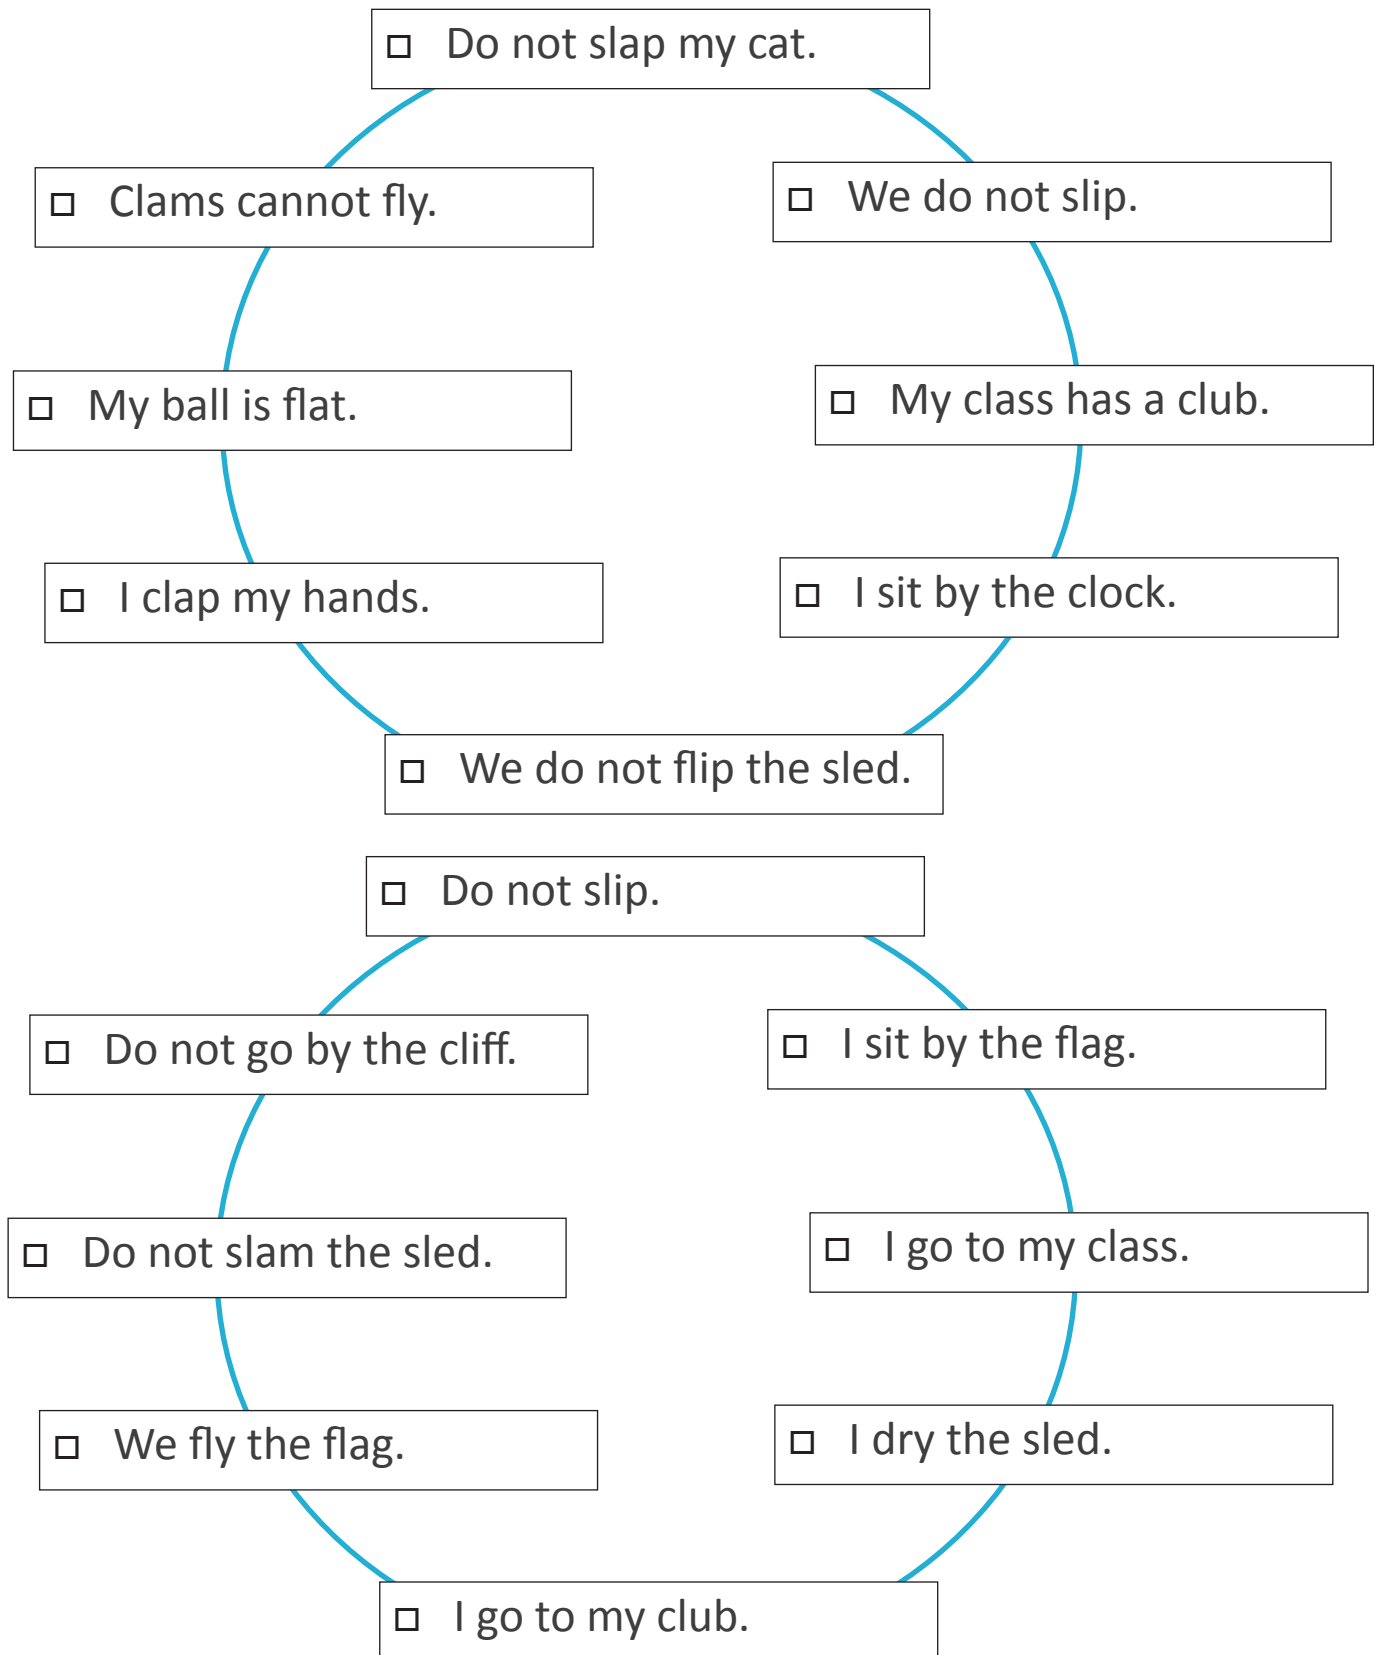 ☐ Do not slap my cat.
☐ Clams cannot fly.
☐ We do not slip.
☐ My ball is flat.
☐ My class has a club.
☐ I clap my hands.
☐ I sit by the clock.
☐ We do not flip the sled.
☐ Do not slip.
☐ Do not go by the cliff.
☐ I sit by the flag.
☐ Do not slam the sled.
☐ I go to my class.
☐ We fly the flag.
☐ I dry the sled.
☐ I go to my club.